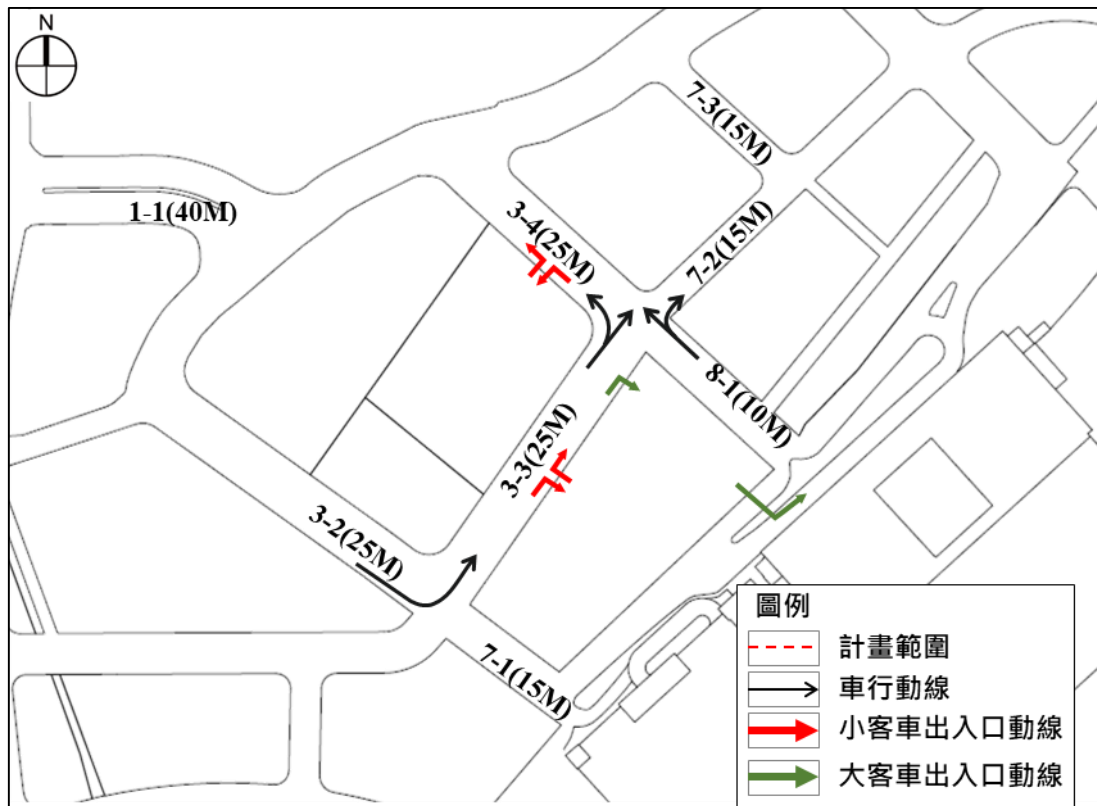 N
7-3(15M)
1-1(40M)
3-4(25M)
7-2(15M)
8-1(10M)
3-3(25M)
3-2(25M)
7-1(15M)
圖例
計畫範圍
車行動線
小客車出入口動線
大客車出入口動線